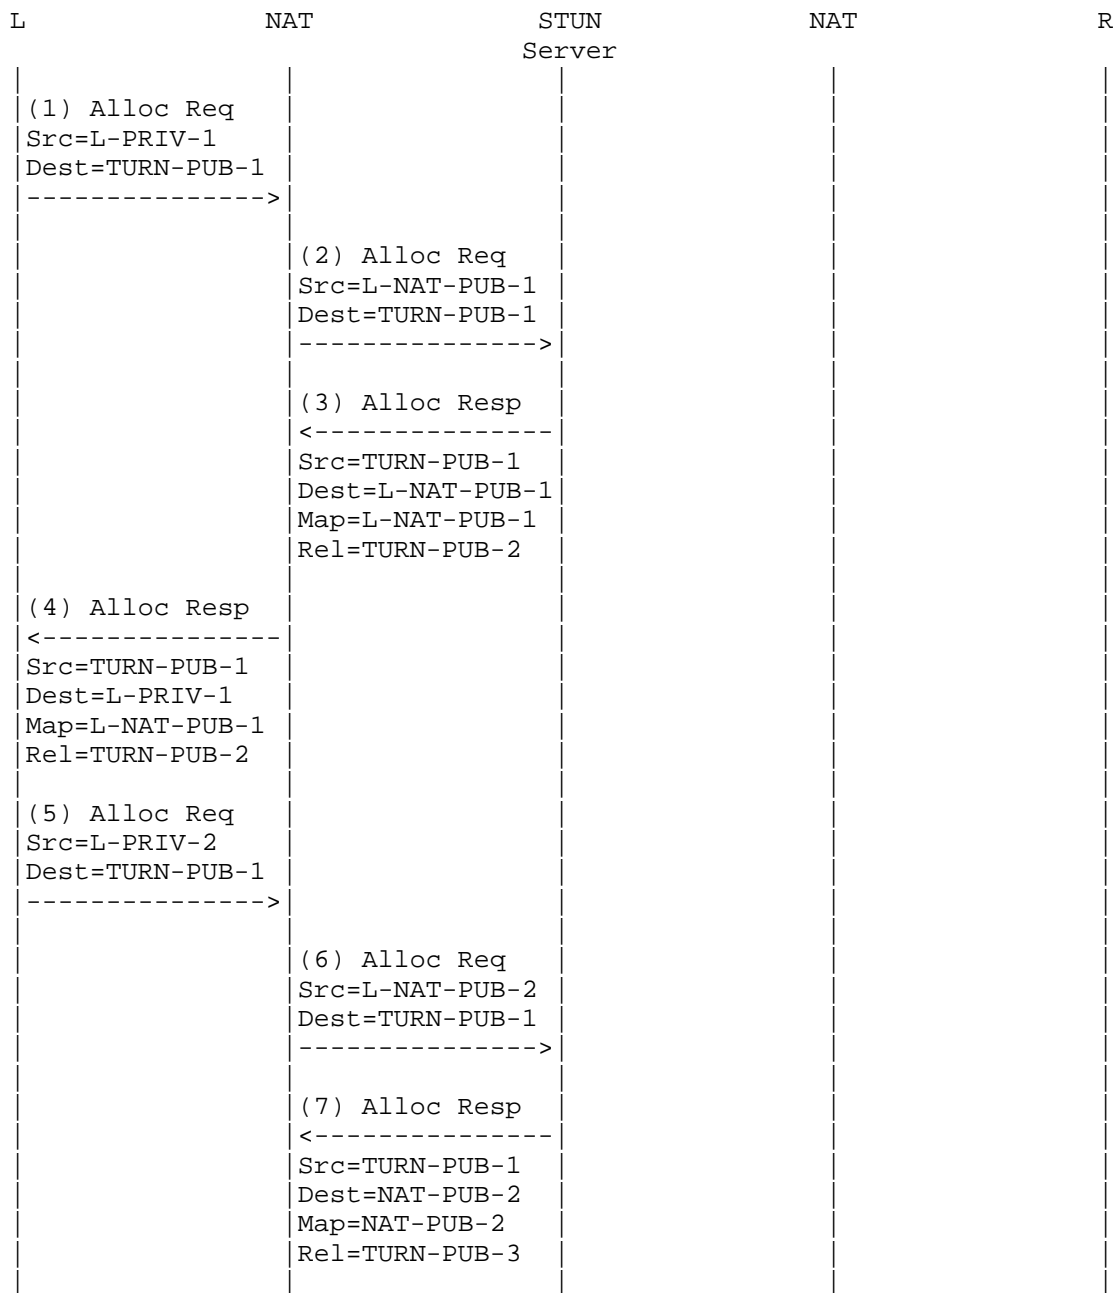 L NAT STUN NAT R
Server
(1) Alloc Req
Src=L-PRIV-1
Dest=TURN-PUB-1
--------------->
(2) Alloc Req
Src=L-NAT-PUB-1
Dest=TURN-PUB-1
--------------->
(3) Alloc Resp
<---------------
Src=TURN-PUB-1
Dest=L-NAT-PUB-1
Map=L-NAT-PUB-1
Rel=TURN-PUB-2
(4) Alloc Resp
<---------------
Src=TURN-PUB-1
Dest=L-PRIV-1
Map=L-NAT-PUB-1
Rel=TURN-PUB-2
(5) Alloc Req
Src=L-PRIV-2
Dest=TURN-PUB-1
--------------->
(6) Alloc Req
Src=L-NAT-PUB-2
Dest=TURN-PUB-1
--------------->
(7) Alloc Resp
<---------------
Src=TURN-PUB-1
Dest=NAT-PUB-2
Map=NAT-PUB-2
Rel=TURN-PUB-3